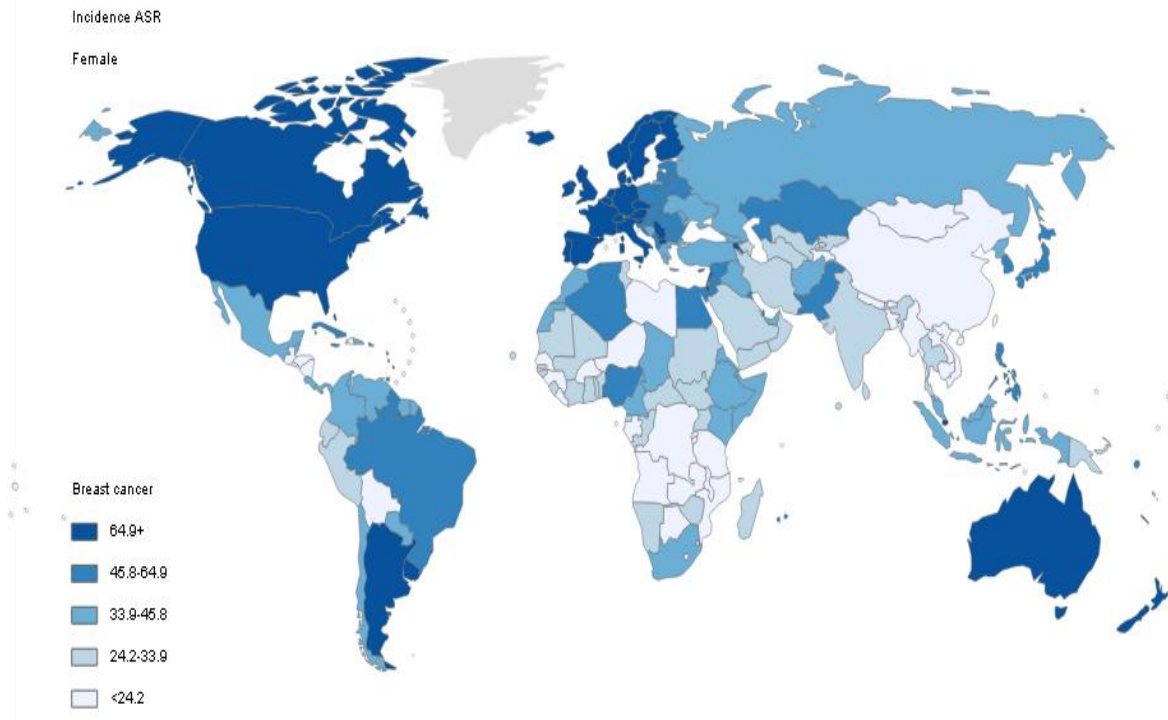 Incidence ASR
Female
Breast cancer
64.9+
45.8-64.9
33.9-45.8
24.2-33.9
<24.2